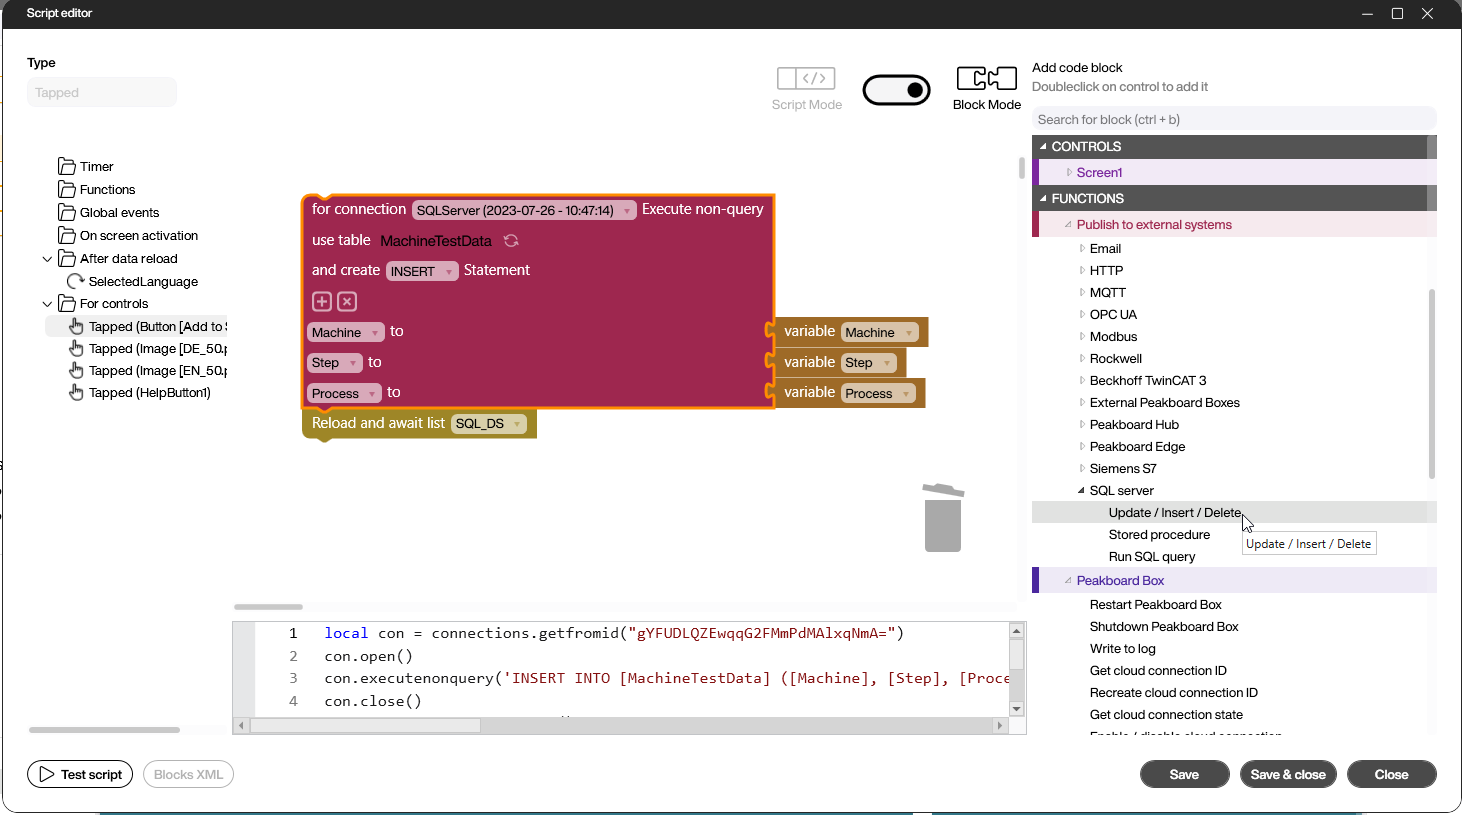 Script editor
Type
Tapped
Script Mode
Block Mode
Add code block
Doubleclick on control to add it
Search for block (ctrl + b)
Timer
Functions
Global events
On screen activation
After data reload
SelectedLanguage
For controls
Tapped (Button [Add to S
Tapped (Image [DE_50.p
Tapped (Image [EN_50.p
Tapped (HelpButton1)
for connection SQLServer (2023-07-26 - 10:47:14) Execute non-query
use table MachineTestData
and create INSERT Statement
Machine to variable Machine
Step to variable Step
Process to variable Process
Reload and await list SQL_DS
1 local con = connections.getfromid("gYFUDLQZEwqqG2FMmPdMAlxqNmA=")
2 con.open()
3 con.executenonquery('INSERT INTO [MachineTestData] ([Machine], [Step], [Proce
4 con.close()
CONTROLS
Screen1
FUNCTIONS
Publish to external systems
Email
HTTP
MQTT
OPC UA
Modbus
Rockwell
Beckhoff TwinCAT 3
External Peakboard Boxes
Peakboard Hub
Peakboard Edge
Siemens S7
SQL server
Update / Insert / Delete
Stored procedure
Update / Insert / Delete
Run SQL query
Peakboard Box
Restart Peakboard Box
Shutdown Peakboard Box
Write to log
Get cloud connection ID
Recreate cloud connection ID
Get cloud connection state
Enable / disable cloud connection
Test script
Blocks XML
Save
Save & close
Close